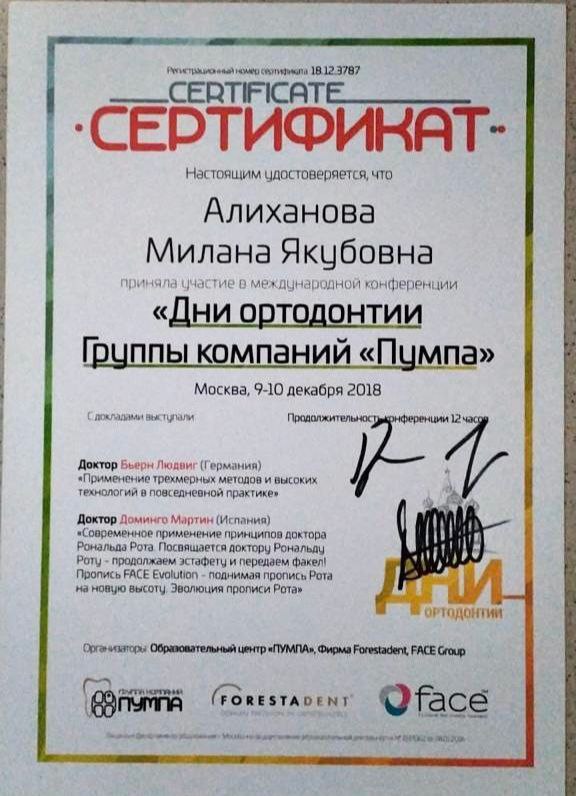 Регистрационный номер сертификата 18.12.3787
CERTIFICATE
СЕРТИФИКАТ
Настоящим удостоверяется, что
Алиханова
Милана Якубовна
приняла участие в международной конференции
«Дни ортодонтии
Группы компаний «Пумпа»
Москва, 9-10 декабря 2018
С докладами выступали
Продолжительность конференции 12 часов
Доктор Бьерн Людвиг (Германия)
«Применение трехмерных методов и высоких
технологий в повседневной практике»
Доктор Доминго Мартин (Испания)
«Современное применение принципов доктора
Рональда Рота. Посвящается доктору Рональду
Роту - продолжаем эстафету и передаем факел!
Пропись FACE Evolution - поднимая пропись Рота
на новую высоту. Эволюция прописи Рота»
ДНИ
ОРТОДОНТИИ
Организаторы: Образовательный центр «ПУМПА», Фирма Forestadent, FACE Group
ГРУППА КОМПАНИЙ
ПУМПА
FORESTADENT
face